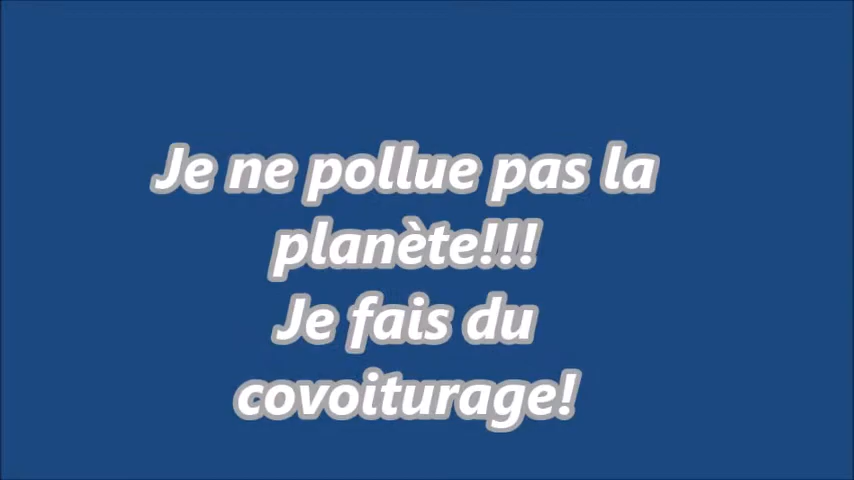 Je ne pollue pas la
planète!!!
Je fais du
covoiturage!